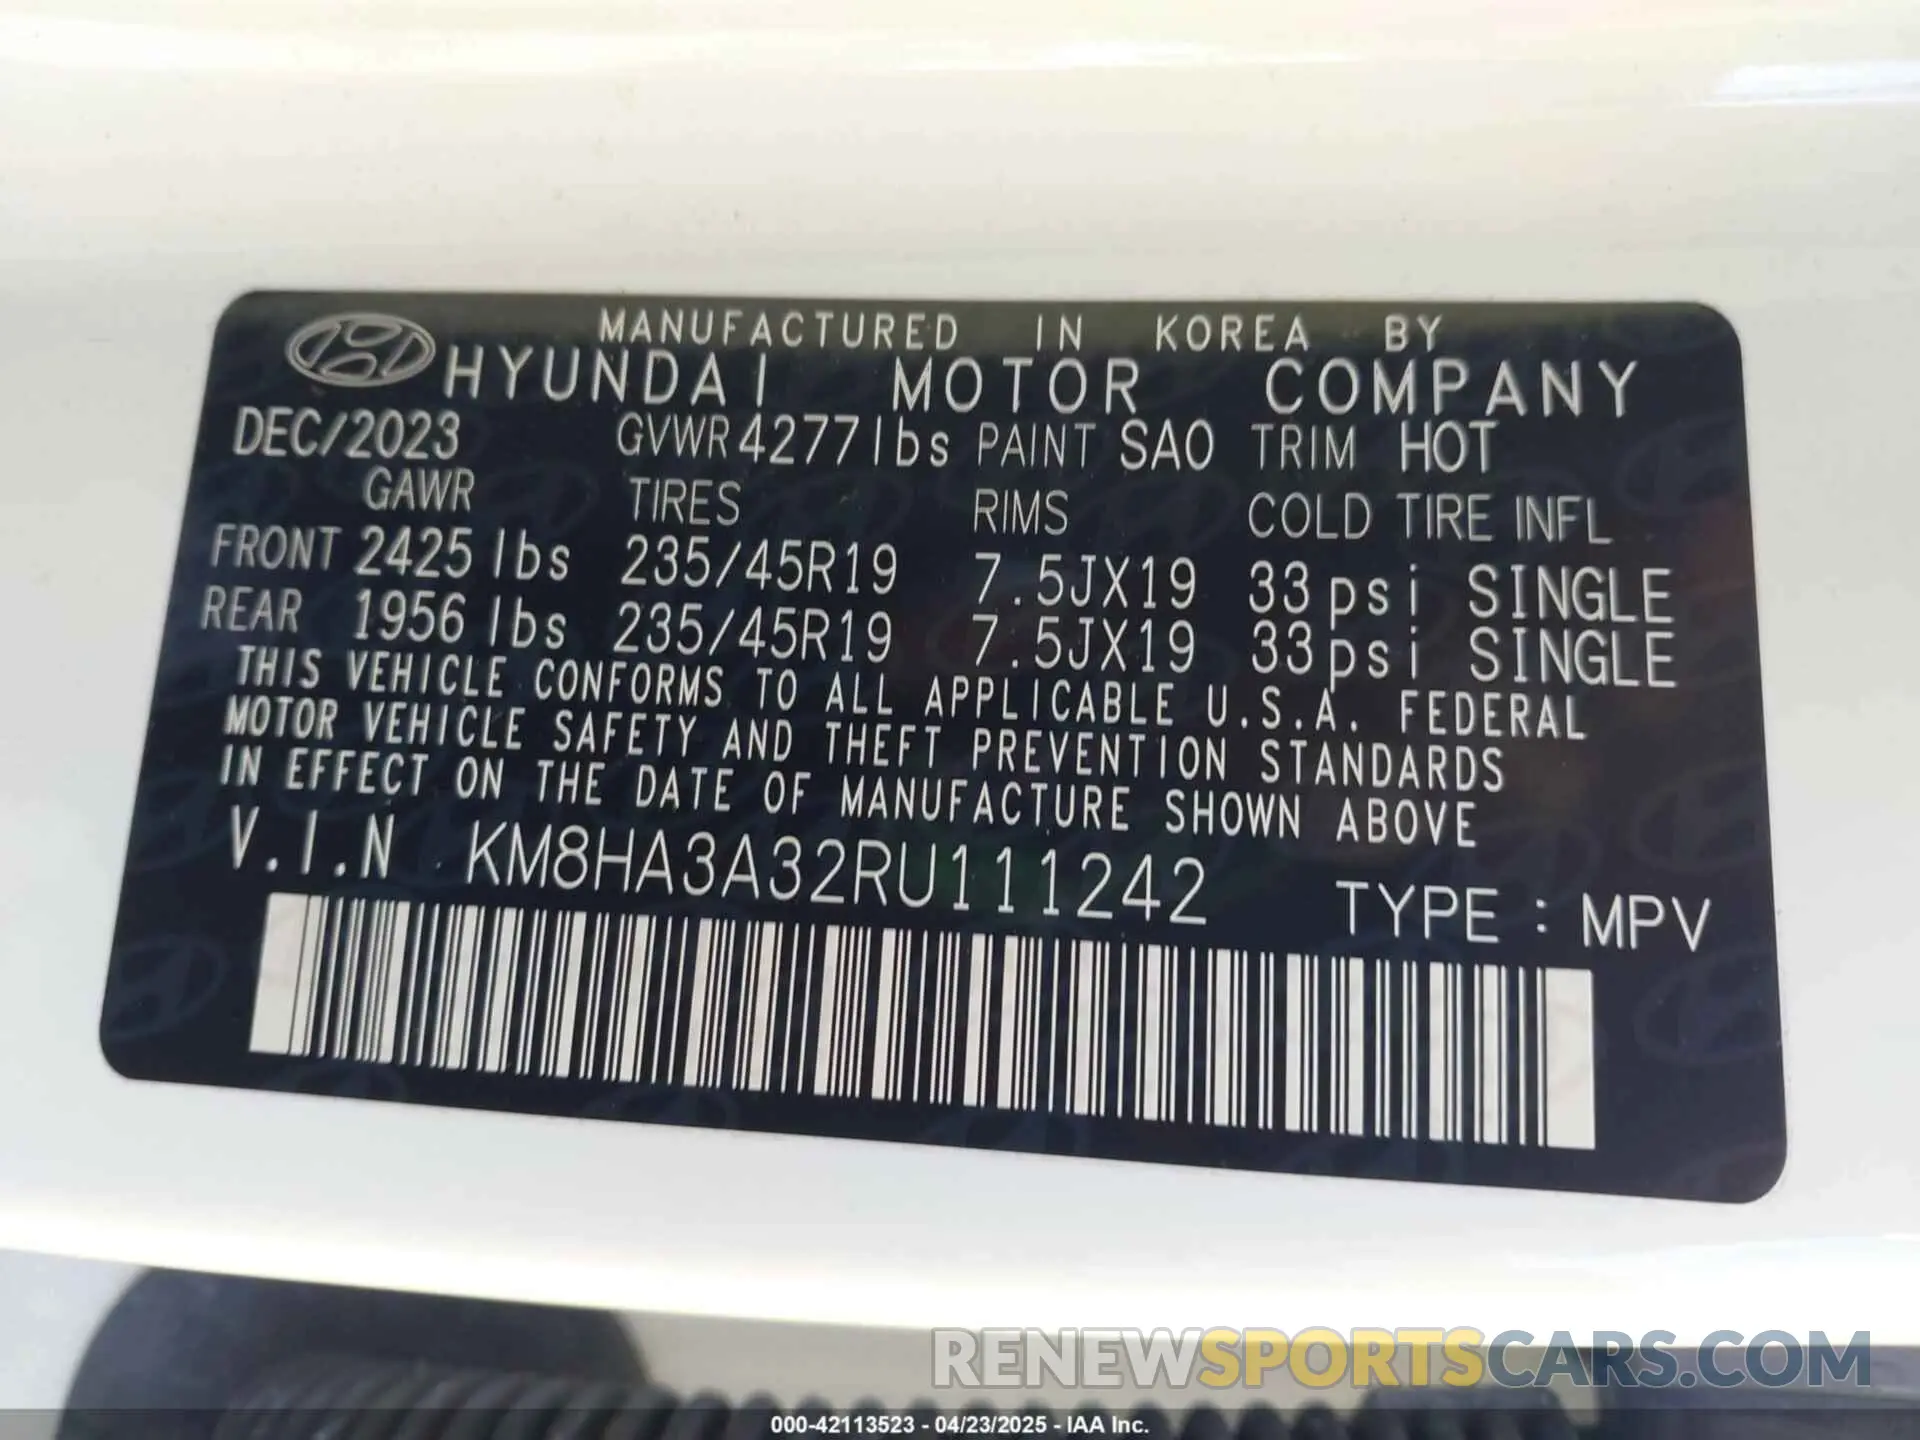 MANUFACTURED IN KOREA BY
HYUNDAI MOTOR COMPANY
DEC/2023 GVWR 4277lbs PAINT SAO TRIM HOT
GAWR TIRES RIMS COLD TIRE INFL
FRONT 2425 lbs 235/45R19 7.5JX19 33psi SINGLE
REAR 1956 lbs 235/45R19 7.5JX19 33psi SINGLE
THIS VEHICLE CONFORMS TO ALL APPLICABLE U.S.A. FEDERAL
MOTOR VEHICLE SAFETY AND THEFT PREVENTION STANDARDS
IN EFFECT ON THE DATE OF MANUFACTURE SHOWN ABOVE
V.I.N KM8HA3A32RU111242
TYPE : MPV
RENEWSPORTSCARS.COM
000-42113523 - 04/23/2025 - IAA Inc.